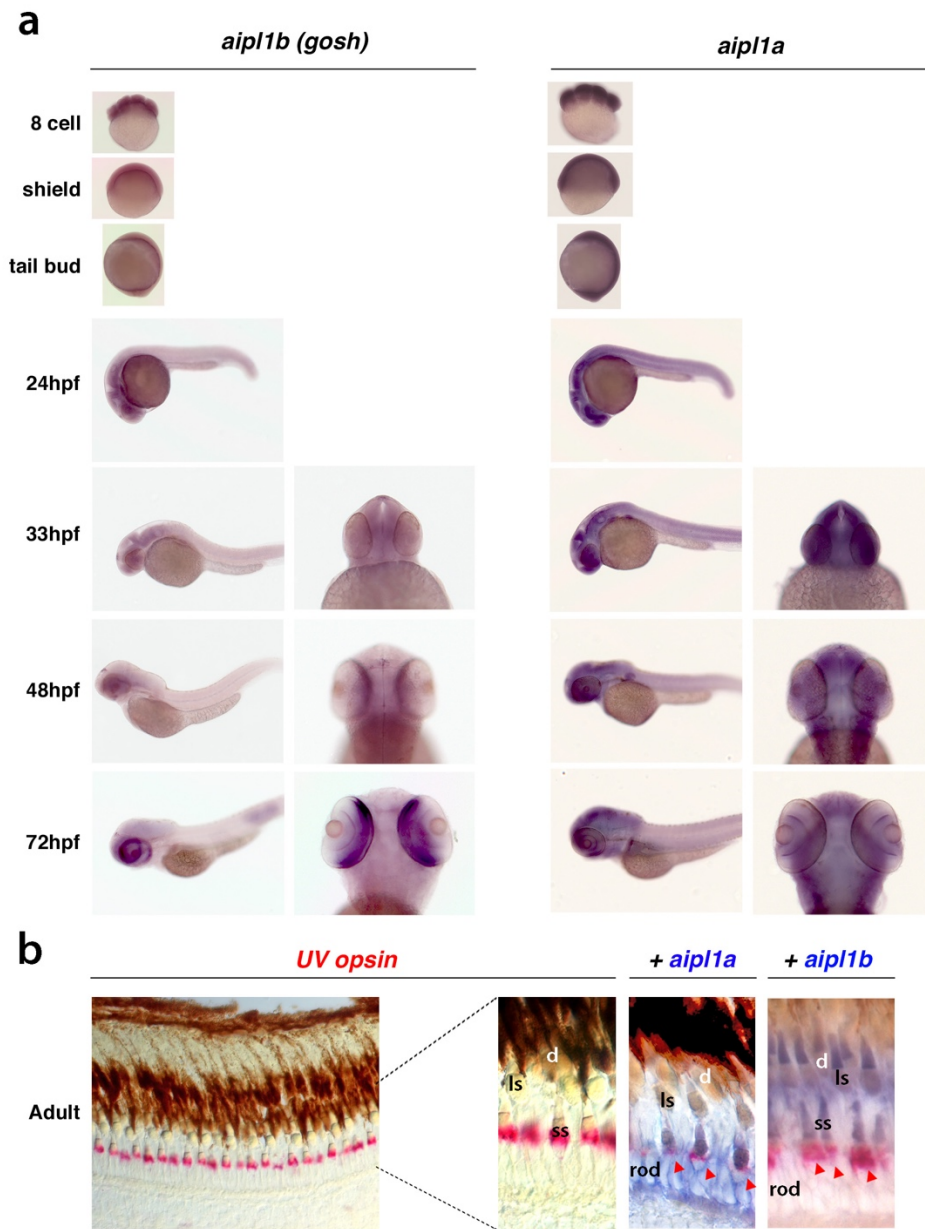 a
aipl1b (gosh)
aipl1a
8 cell
shield
tail bud
24hpf
33hpf
48hpf
72hpf
b
UV opsin
+ aipl1a
+ aipl1b
Adult
d
ls
ss
d
ls
rod
d
ls
ss
rod